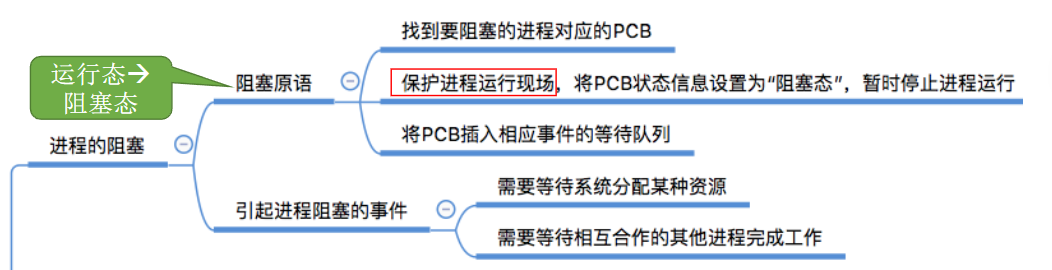 找到要阻塞的进程对应的PCB
运行态→
阻塞态
阻塞原语
保护进程运行现场，将PCB状态信息设置为“阻塞态”，暂时停止进程运行
将PCB插入相应事件的等待队列
进程的阻塞
需要等待系统分配某种资源
引起进程阻塞的事件
需要等待相互合作的其他进程完成工作